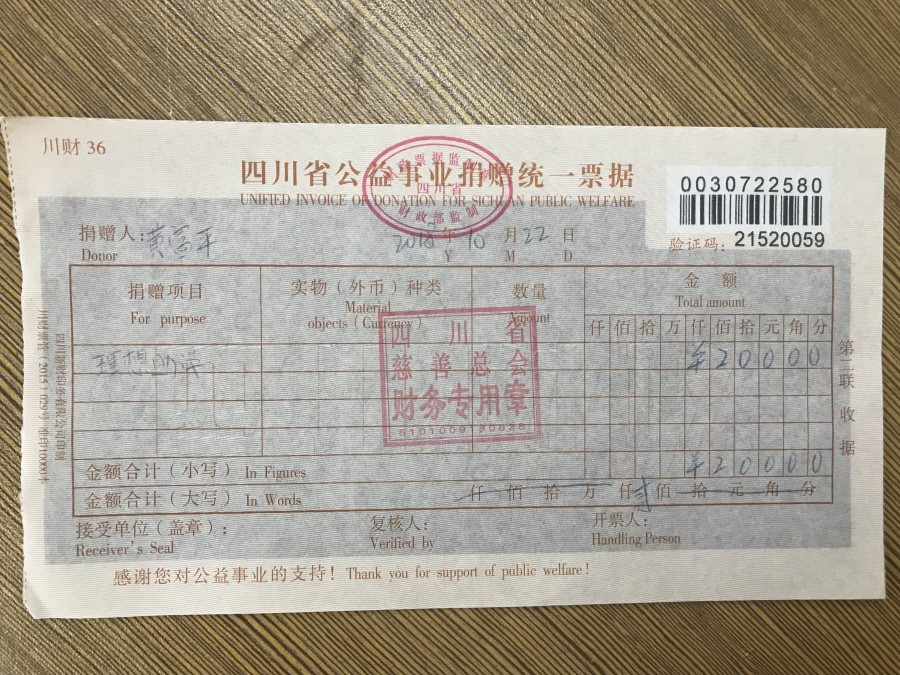 川财 36
四川省公益事业捐赠统一票据
UNIFIED INVOICE OF DONATION FOR SICHUAN PUBLIC WELFARE
四川省
财政部监制
0030722580
验证码: 21520059
捐赠人: 黄富平 2018 年 10 月 22 日
Donor Y M D
捐赠项目 实物（外币）种类 数量 金额
For purpose Material objects (Currency) Amount Total amount
仟 佰 拾 万 仟 佰 拾 元 角 分
理想助学 ¥ 2 0 0 0 0
四川省
慈善总会
财务专用章
金额合计（小写） In Figures ¥ 2 0 0 0 0
金额合计（大写） In Words 仟 佰 拾 万 仟 贰 佰 拾 元 角 分
接受单位（盖章）: 复核人: 开票人:
Receiver's Seal Verified by Handling Person
感谢您对公益事业的支持! Thank you for support of public welfare!
第二联 收据